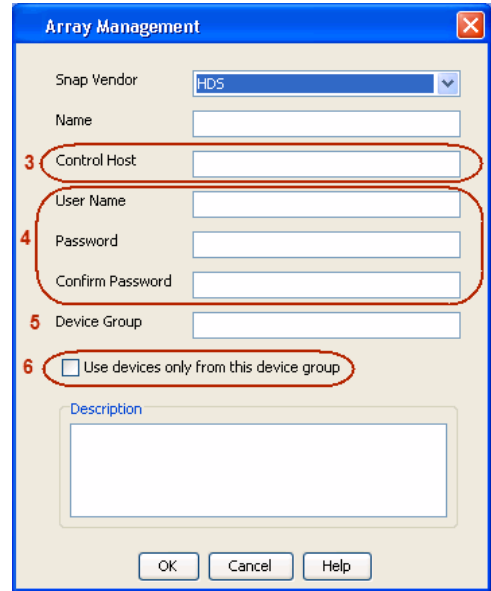 Array Management
Snap Vendor HDS
Name
3 Control Host
User Name
4 Password
Confirm Password
5 Device Group
6 Use devices only from this device group
Description
OK Cancel Help